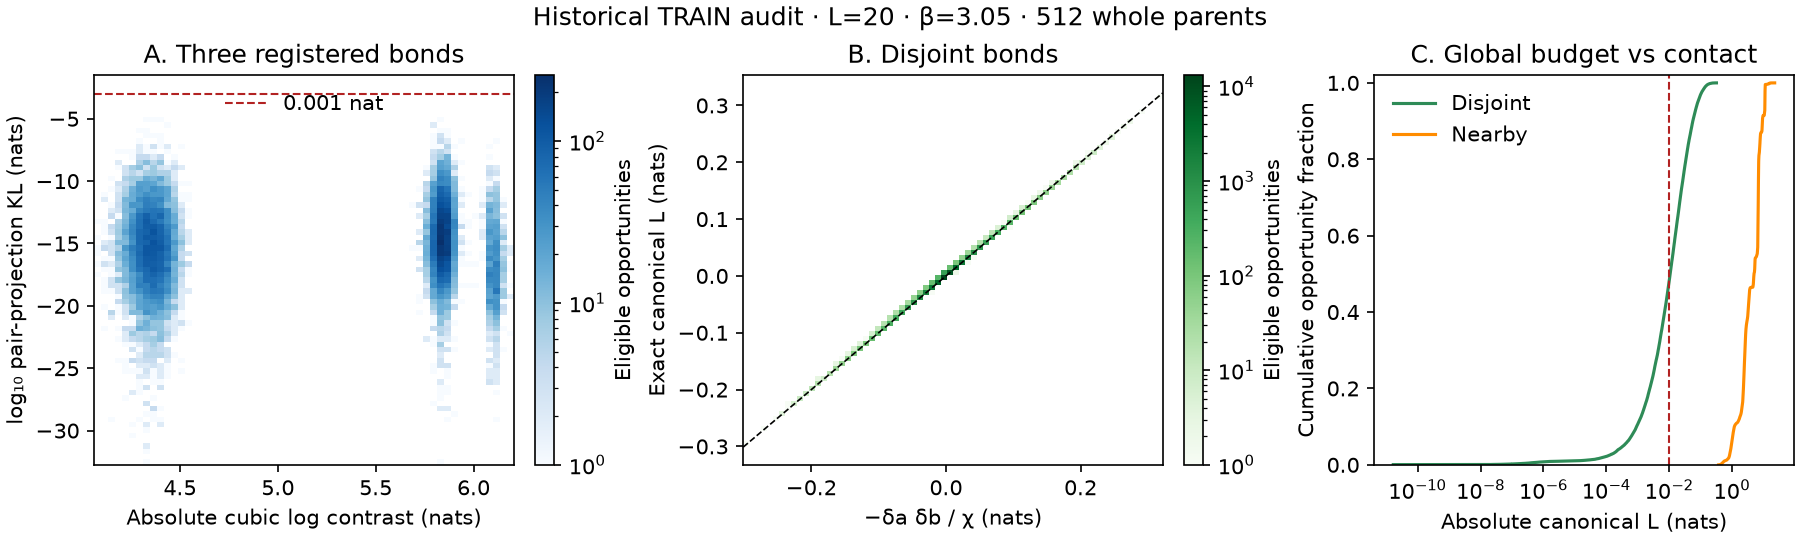 Historical TRAIN audit · L=20 · β=3.05 · 512 whole parents
A. Three registered bonds
0.001 nat
−5
−10
−15
−20
−25
−30
log₁₀ pair-projection KL (nats)
4.5
5.0
5.5
6.0
Absolute cubic log contrast (nats)
10²
10¹
10⁰
Eligible opportunities
B. Disjoint bonds
0.3
0.2
0.1
0.0
−0.1
−0.2
−0.3
Exact canonical L (nats)
−0.2
0.0
0.2
−δa δb / χ (nats)
10⁴
10³
10²
10¹
10⁰
Eligible opportunities
C. Global budget vs contact
Disjoint
Nearby
1.0
0.8
0.6
0.4
0.2
0.0
Cumulative opportunity fraction
10⁻¹⁰
10⁻⁸
10⁻⁶
10⁻⁴
10⁻²
10⁰
Absolute canonical L (nats)